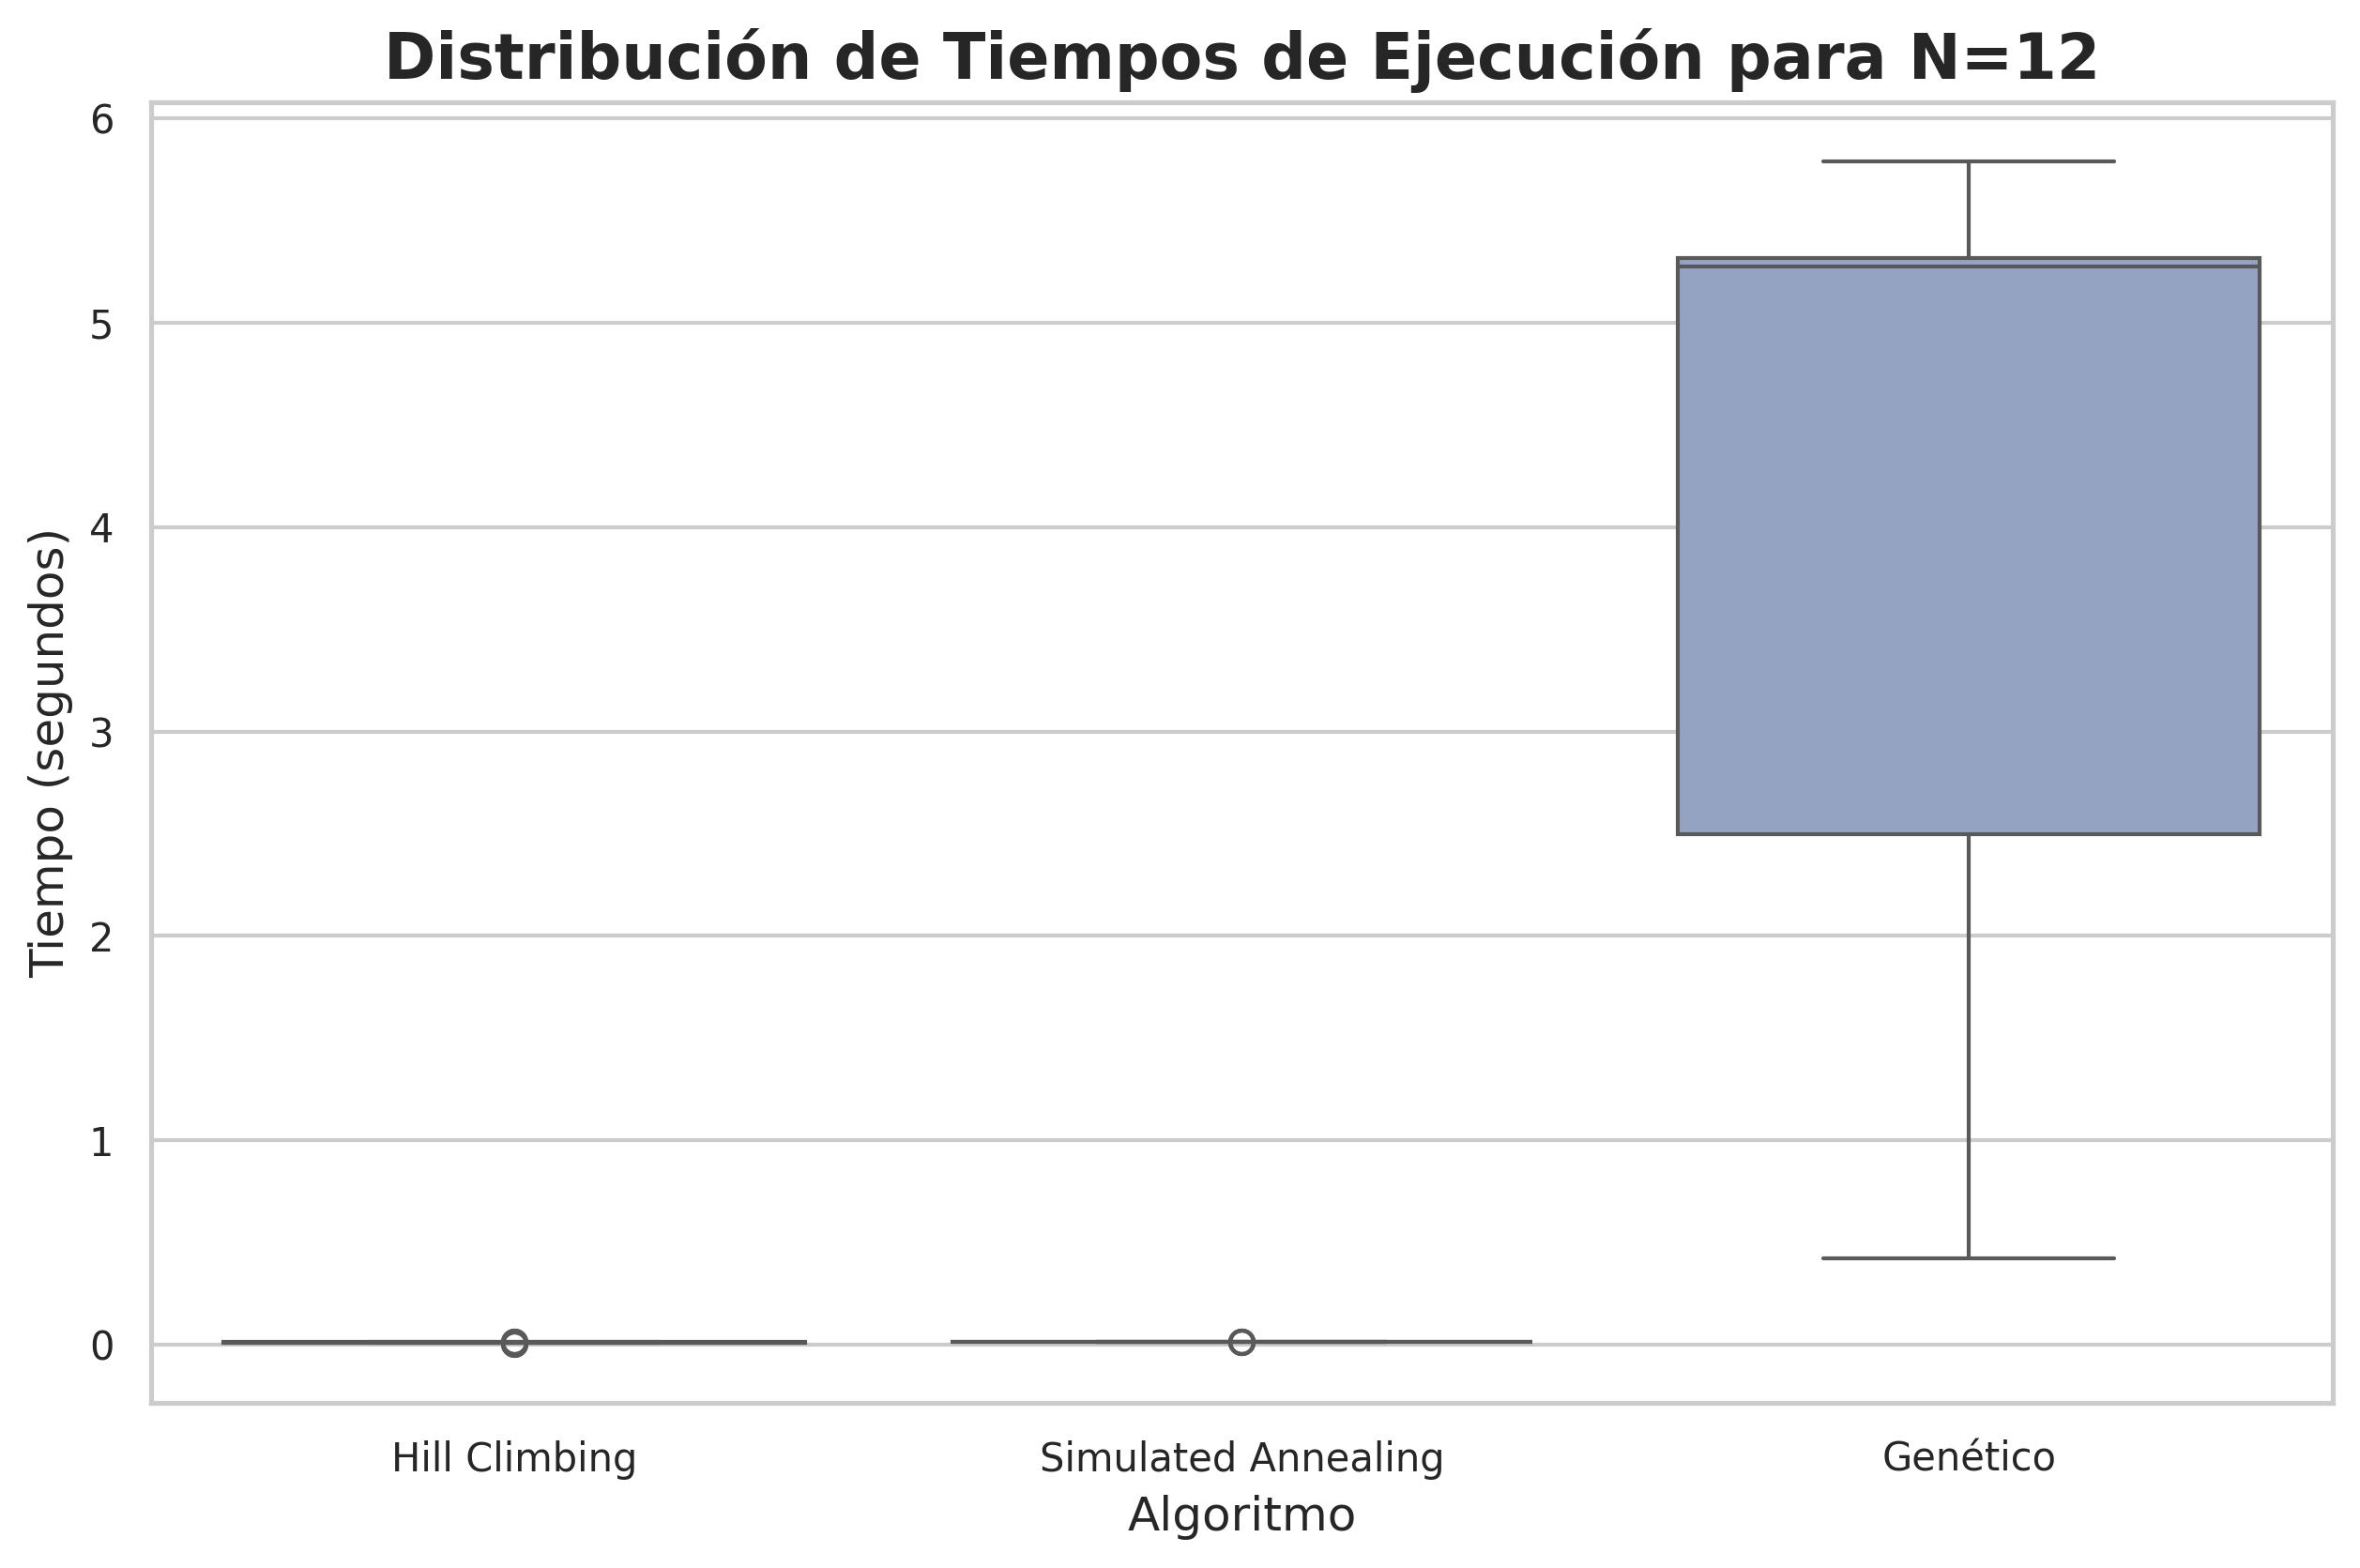 Distribución de Tiempos de Ejecución para N=12
6
5
4
3
2
1
0
Tiempo (segundos)
Hill Climbing
Simulated Annealing
Genético
Algoritmo